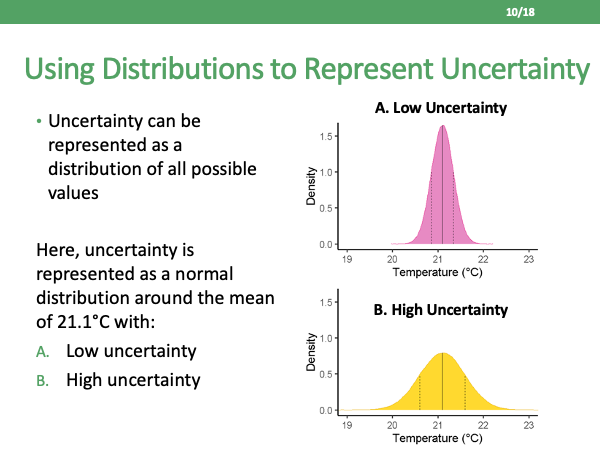 10/18
Using Distributions to Represent Uncertainty
• Uncertainty can be
represented as a
distribution of all possible
values
Here, uncertainty is
represented as a normal
distribution around the mean
of 21.1°C with:
A. Low uncertainty
B. High uncertainty
A. Low Uncertainty
Density
1.5
1.0
0.5
0.0
19 20 21 22 23
Temperature (°C)
B. High Uncertainty
Density
1.5
1.0
0.5
0.0
19 20 21 22 23
Temperature (°C)